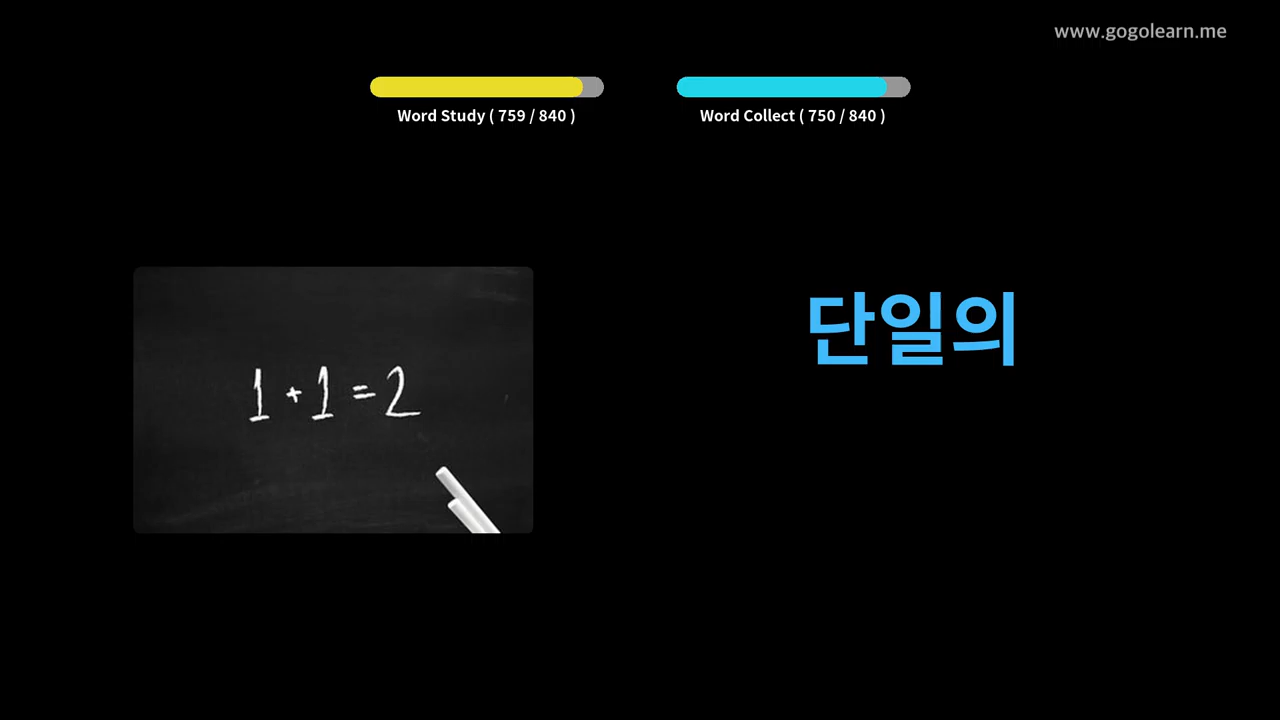 www.gogolearn.me
Word Study ( 759 / 840 )
Word Collect ( 750 / 840 )
단일의
1 + 1 = 2